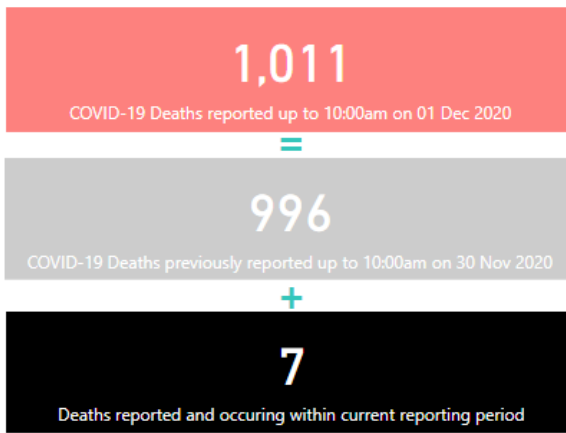 1,011
COVID-19 Deaths reported up to 10:00am on 01 Dec 2020
=
996
COVID-19 Deaths previously reported up to 10:00am on 30 Nov 2020
+
7
Deaths reported and occuring within current reporting period